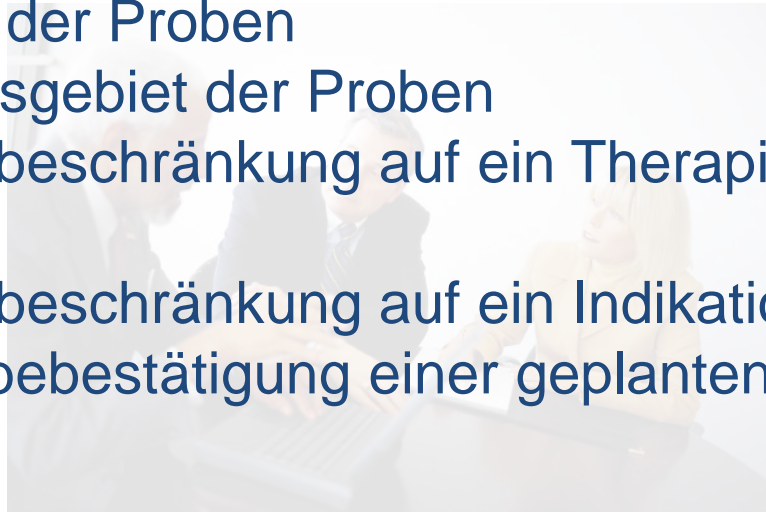 der Proben
sgebiet der Proben
beschränkung auf ein Therapi
beschränkung auf ein Indikatio
bebestätigung einer geplanten